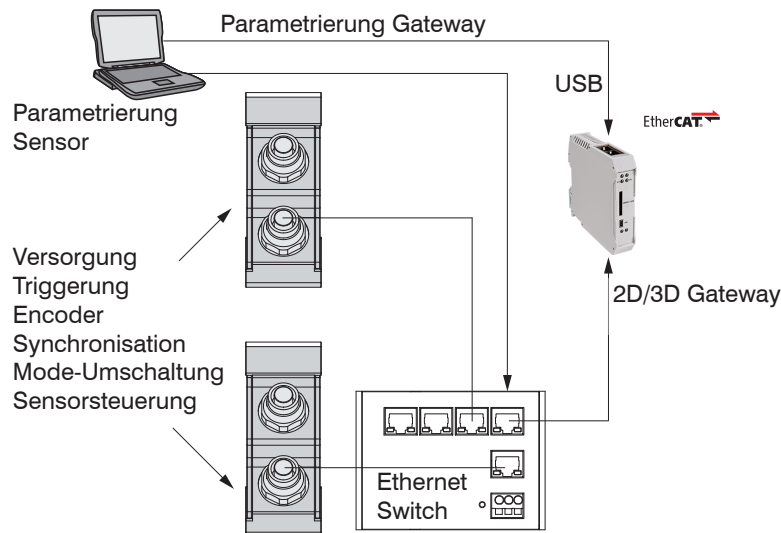 Parametrierung Gateway
USB
EtherCAT®
Parametrierung
Sensor
Versorgung
Triggerung
Encoder
Synchronisation
Mode-Umschaltung
Sensorsteuerung
2D/3D Gateway
Ethernet
Switch